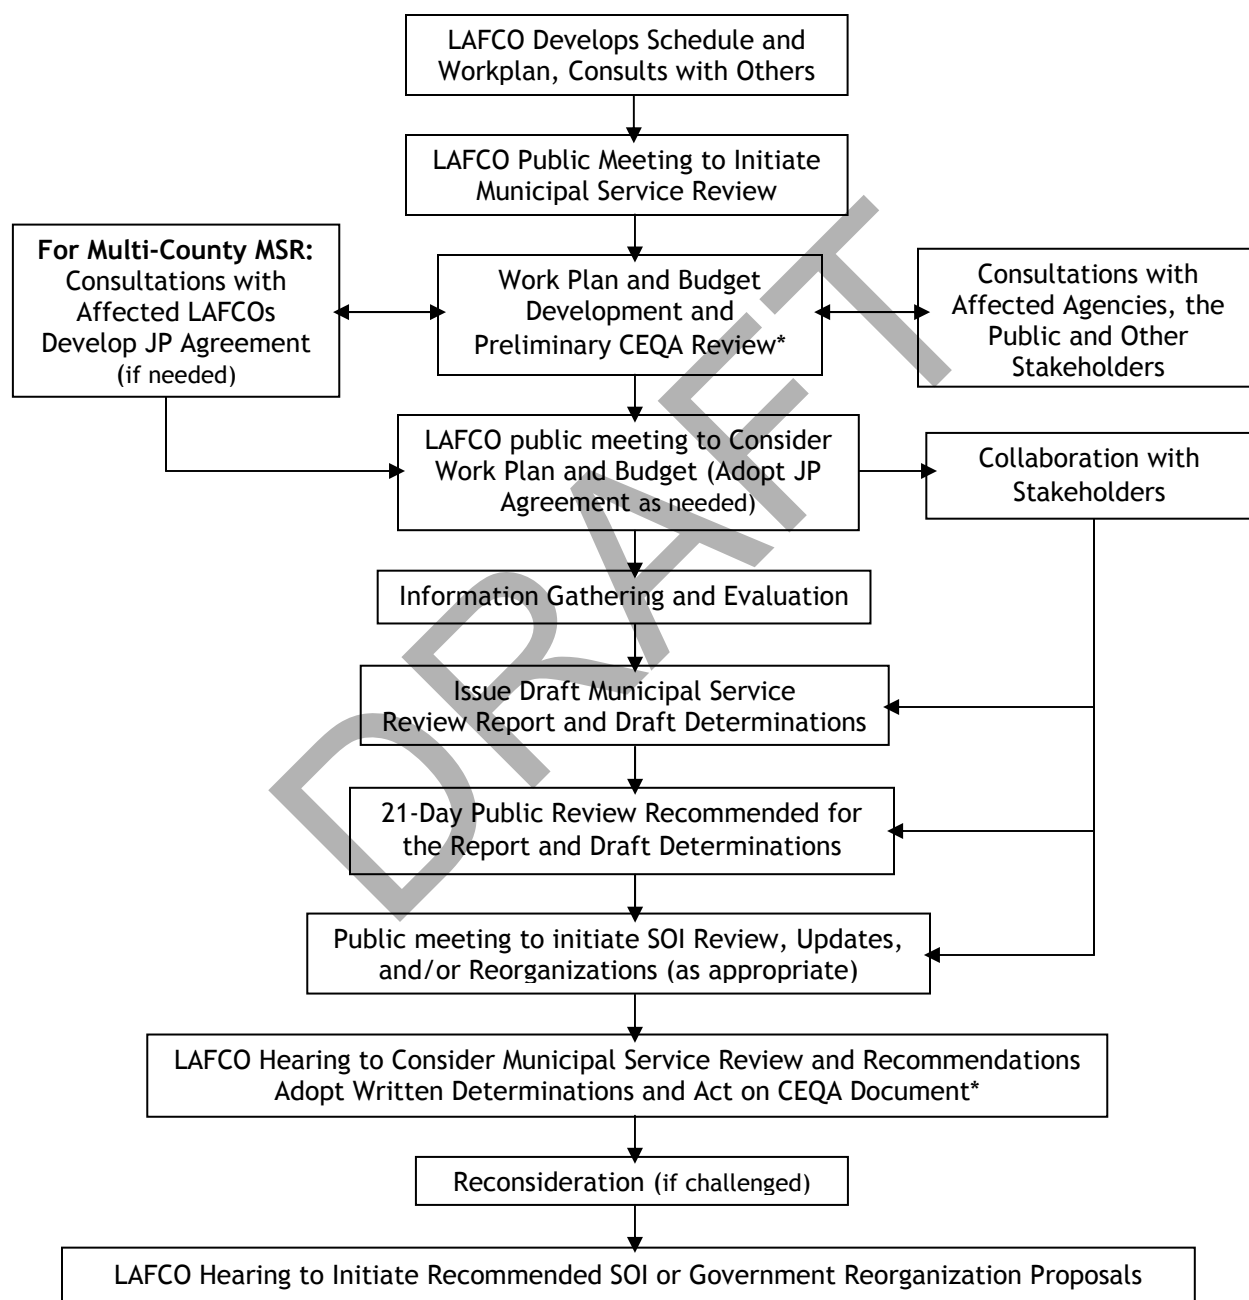 LAFCO Develops Schedule and
Workplan, Consults with Others
LAFCO Public Meeting to Initiate
Municipal Service Review
For Multi-County MSR:
Consultations with
Affected LAFCOs
Develop JP Agreement
(if needed)
Work Plan and Budget
Development and
Preliminary CEQA Review*
Consultations with
Affected Agencies, the
Public and Other
Stakeholders
LAFCO public meeting to Consider
Work Plan and Budget (Adopt JP
Agreement as needed)
Collaboration with
Stakeholders
Information Gathering and Evaluation
Issue Draft Municipal Service
Review Report and Draft Determinations
21-Day Public Review Recommended for
the Report and Draft Determinations
Public meeting to initiate SOI Review, Updates,
and/or Reorganizations (as appropriate)
LAFCO Hearing to Consider Municipal Service Review and Recommendations
Adopt Written Determinations and Act on CEQA Document*
Reconsideration (if challenged)
LAFCO Hearing to Initiate Recommended SOI or Government Reorganization Proposals
DRAFT